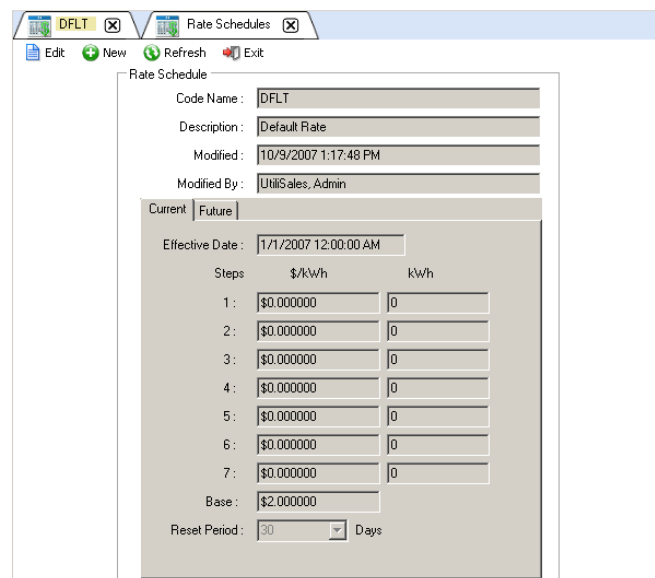 DFLT Rate Schedules
Edit New Refresh Exit
Rate Schedule
Code Name : DFLT
Description : Default Rate
Modified : 10/9/2007 1:17:48 PM
Modified By : UtiliSales, Admin
Current Future
Effective Date : 1/1/2007 12:00:00 AM
Steps $/kWh kWh
1 : $0.000000 0
2 : $0.000000 0
3 : $0.000000 0
4 : $0.000000 0
5 : $0.000000 0
6 : $0.000000 0
7 : $0.000000 0
Base : $2.000000
Reset Period : 30 Days